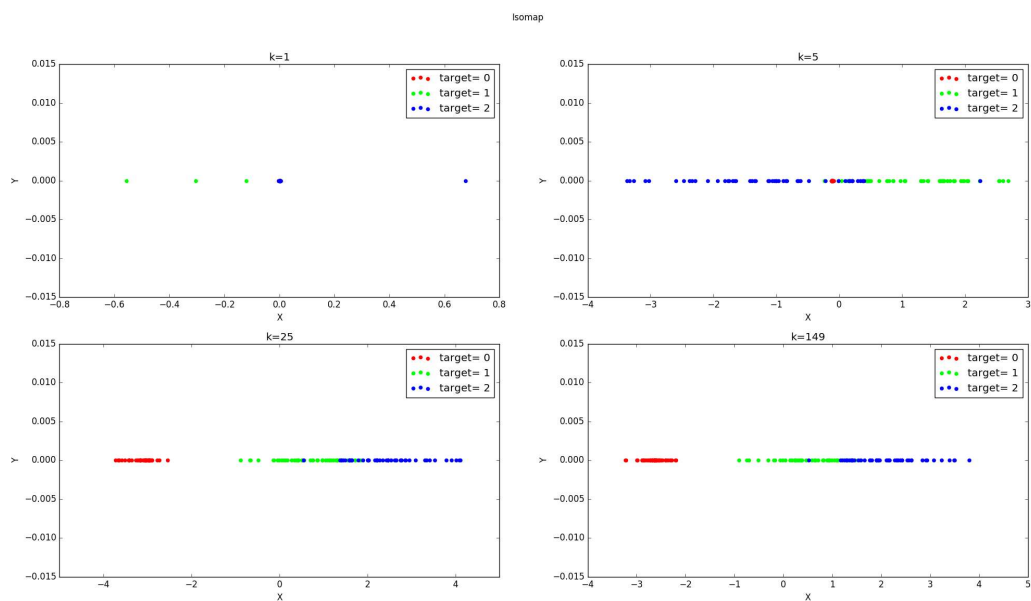 Isomap
k=1
0.015
0.010
0.005
0.000
−0.005
−0.010
−0.015
Y
−0.8
−0.6
−0.4
−0.2
0.0
0.2
0.4
0.6
0.8
X
target= 0
target= 1
target= 2
k=5
0.015
0.010
0.005
0.000
−0.005
−0.010
−0.015
Y
−4
−3
−2
−1
0
1
2
3
X
target= 0
target= 1
target= 2
k=25
0.015
0.010
0.005
0.000
−0.005
−0.010
−0.015
Y
−4
−2
0
2
4
X
target= 0
target= 1
target= 2
k=149
0.015
0.010
0.005
0.000
−0.005
−0.010
−0.015
Y
−4
−3
−2
−1
0
1
2
3
4
5
X
target= 0
target= 1
target= 2